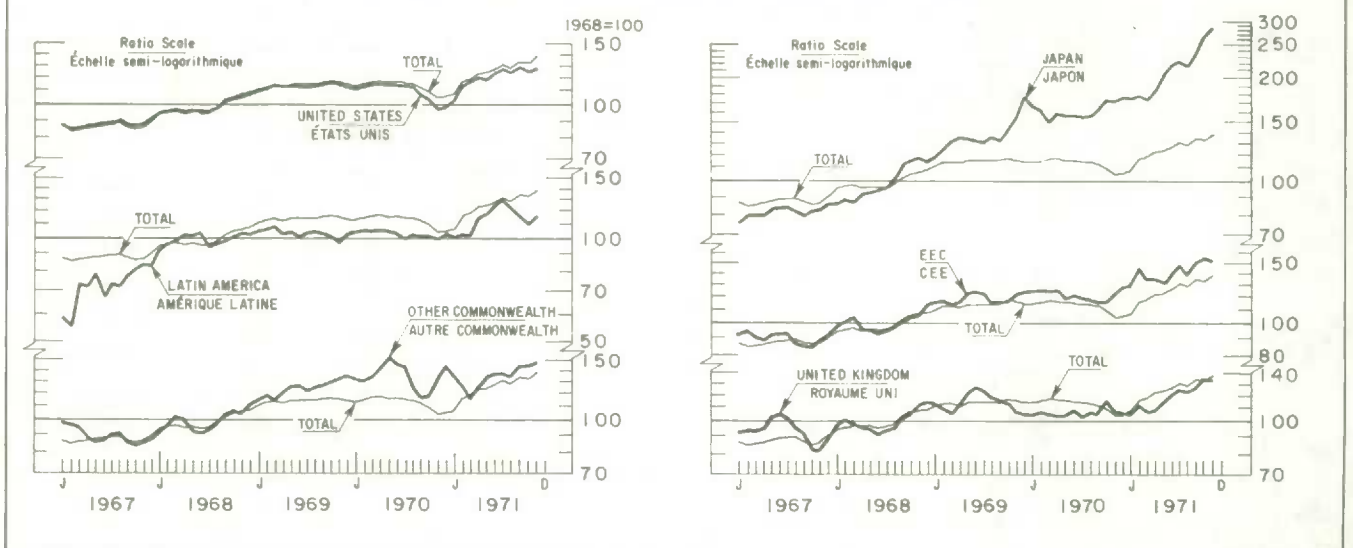 1968=100
Ratio Scale
Échelle semi-logarithmique
150
TOTAL
100
UNITED STATES
ÉTATS UNIS
70
150
TOTAL
100
LATIN AMERICA
AMÉRIQUE LATINE
70
50
OTHER COMMONWEALTH
AUTRE COMMONWEALTH
150
TOTAL
100
70
J J J J D
1967 1968 1969 1970 1971
300
Ratio Scale
Échelle semi-logarithmique
250
JAPAN
JAPON
200
150
TOTAL
100
70
EEC
CEE
150
TOTAL
100
80
UNITED KINGDOM
ROYAUME UNI
TOTAL
140
100
70
J J J J J D
1967 1968 1969 1970 1971